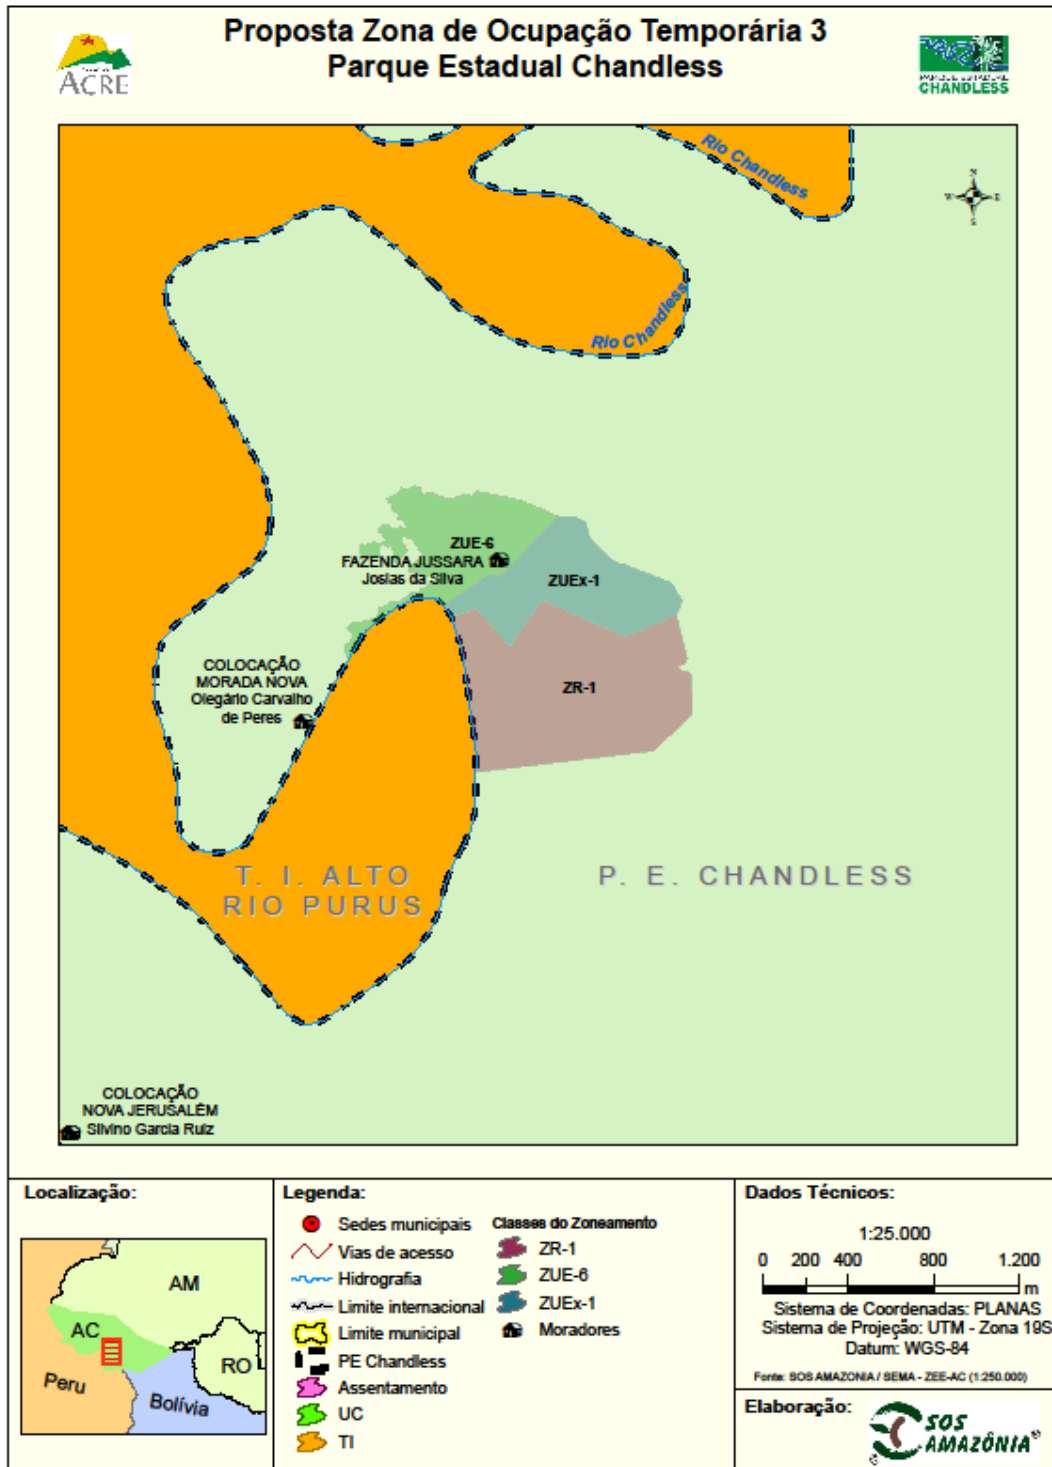 Proposta Zona de Ocupação Temporária 3
Parque Estadual Chandless
ACRE
PARQUE ESTADUAL
CHANDLESS
Rio Chandless
N
W E
S
Rio Chandless
ZUE-6
FAZENDA JUSSARA
Josias da Silva
ZUEx-1
COLOCAÇÃO
MORADA NOVA
Olegário Carvalho
de Peres
ZR-1
T. I. ALTO
RIO PURUS
P. E. CHANDLESS
COLOCAÇÃO
NOVA JERUSALÉM
Silvino Garcia Ruiz
Localização:
AM
AC
RO
Peru
Bolívia
Legenda:
Sedes municipais
Vias de acesso
Hidrografia
Limite internacional
Limite municipal
PE Chandless
Assentamento
UC
TI
Classes do Zoneamento
ZR-1
ZUE-6
ZUEx-1
Moradores
Dados Técnicos:
1:25.000
0 200 400 800 1.200
m
Sistema de Coordenadas: PLANAS
Sistema de Projeção: UTM - Zona 19S
Datum: WGS-84
Fonte: SOS AMAZONIA / SEMA - ZEE-AC (1:250.000)
Elaboração:
SOS
AMAZÔNIA®